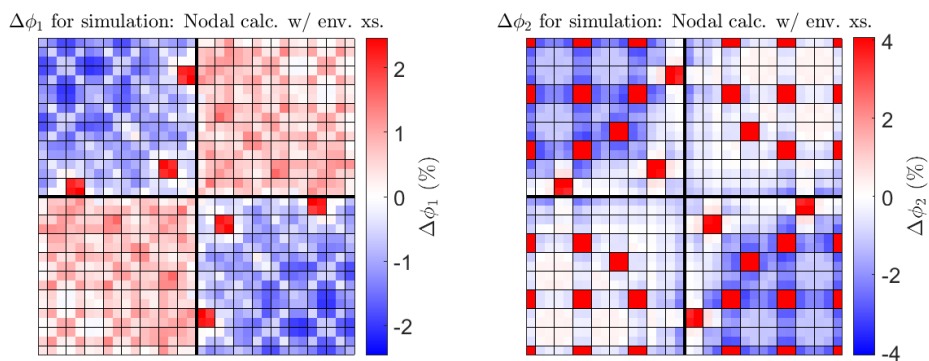 Δϕ₁ for simulation: Nodal calc. w/ env. xs.
2
1
0
-1
-2
Δϕ₁ (%)
Δϕ₂ for simulation: Nodal calc. w/ env. xs.
4
2
0
-2
-4
Δϕ₂ (%)